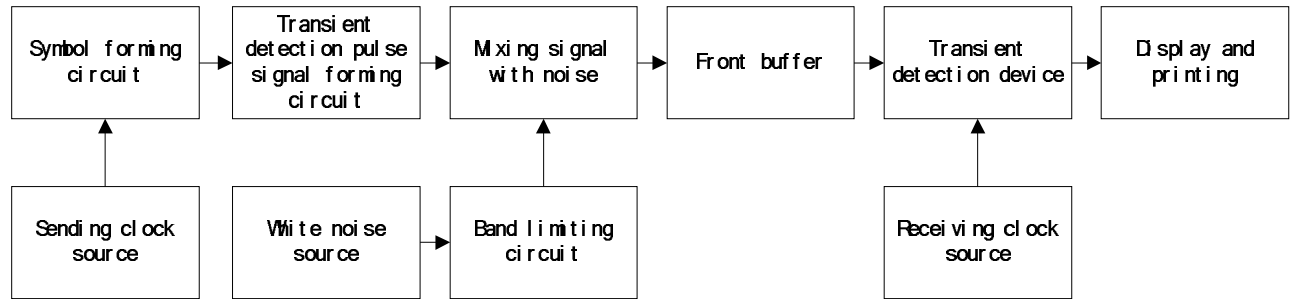 Symbol forming
circuit
Transient
detection pulse
signal forming
circuit
Mixing signal
with noise
Front buffer
Transient
detection device
Display and
printing
Sending clock
source
White noise
source
Band limiting
circuit
Receiving clock
source